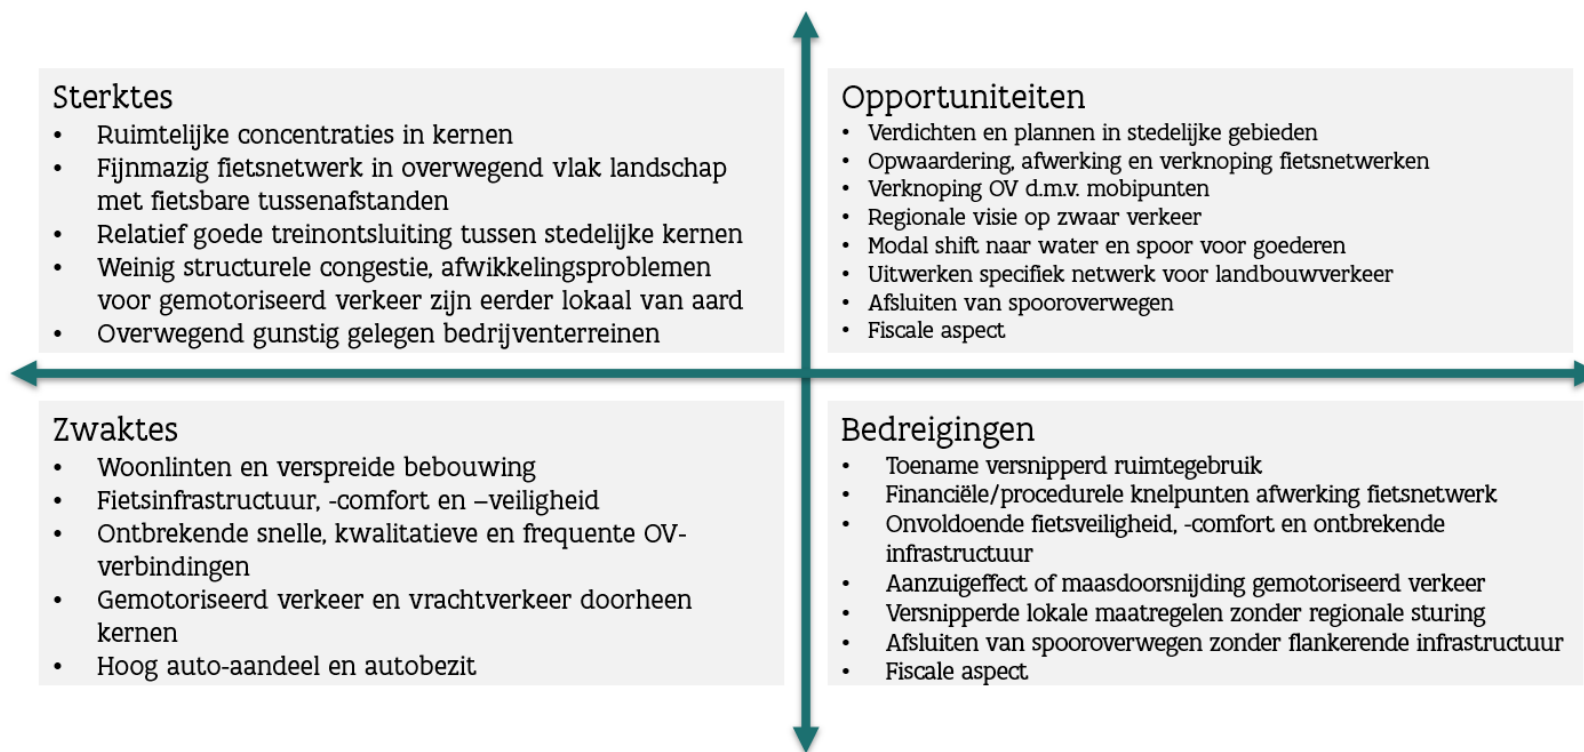 Sterktes
• Ruimtelijke concentraties in kernen
• Fijnmazig fietsnetwerk in overwegend vlak landschap
met fietsbare tussenafstanden
• Relatief goede treinontsluiting tussen stedelijke kernen
• Weinig structurele congestie, afwikkelingsproblemen
voor gemotoriseerd verkeer zijn eerder lokaal van aard
• Overwegend gunstig gelegen bedrijventerreinen
Opportuniteiten
• Verdichten en plannen in stedelijke gebieden
• Opwaardering, afwerking en verknoping fietsnetwerken
• Verknoping OV d.m.v. mobipunten
• Regionale visie op zwaar verkeer
• Modal shift naar water en spoor voor goederen
• Uitwerken specifiek netwerk voor landbouwverkeer
• Afsluiten van spooroverwegen
• Fiscale aspect
Zwaktes
• Woonlinten en verspreide bebouwing
• Fietsinfrastructuur, -comfort en –veiligheid
• Ontbrekende snelle, kwalitatieve en frequente OV-
verbindingen
• Gemotoriseerd verkeer en vrachtverkeer doorheen
kernen
• Hoog auto-aandeel en autobezit
Bedreigingen
• Toename versnipperd ruimtegebruik
• Financiële/procedurele knelpunten afwerking fietsnetwerk
• Onvoldoende fietsveiligheid, -comfort en ontbrekende
infrastructuur
• Aanzuigeffect of maasdoorsnijding gemotoriseerd verkeer
• Versnipperde lokale maatregelen zonder regionale sturing
• Afsluiten van spooroverwegen zonder flankerende infrastructuur
• Fiscale aspect